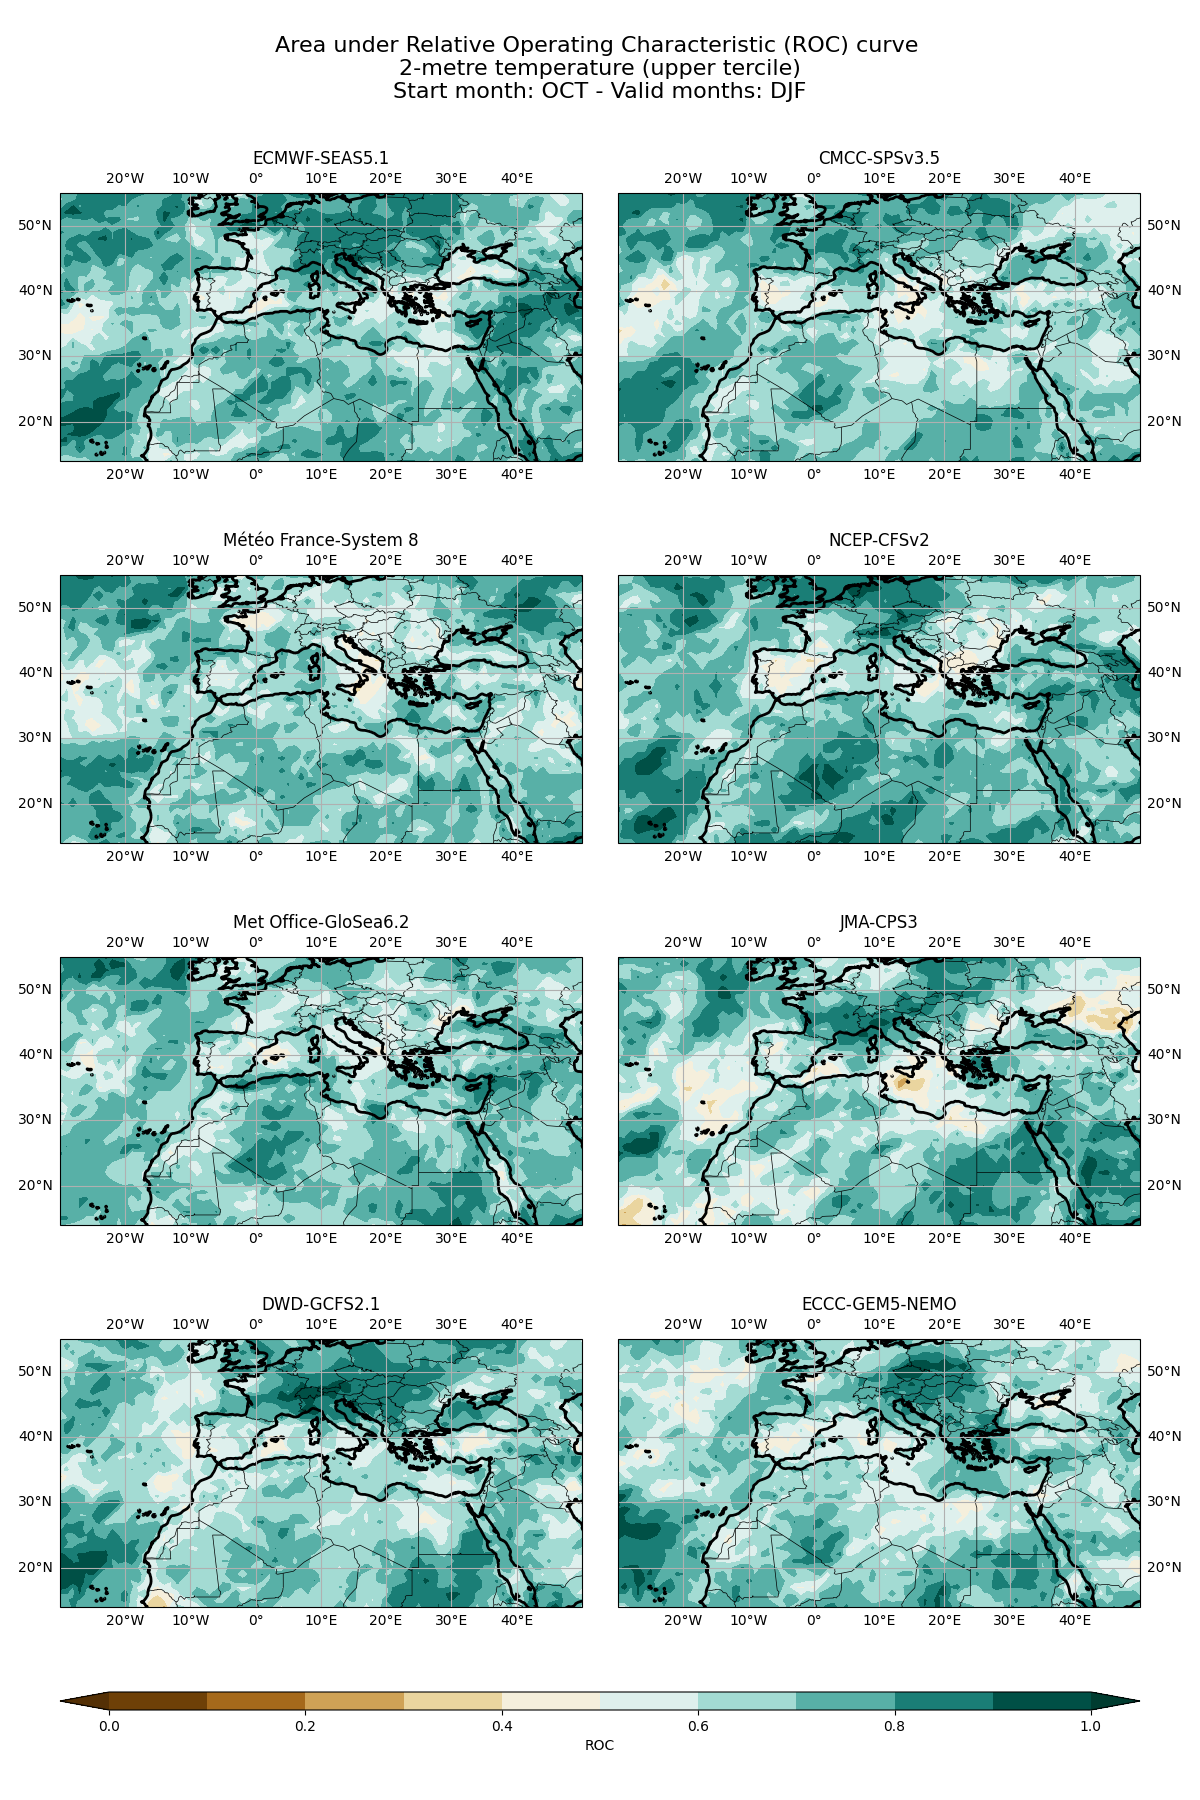 Area under Relative Operating Characteristic (ROC) curve
2-metre temperature (upper tercile)
Start month: OCT - Valid months: DJF
ECMWF-SEAS5.1
20°W 10°W 0° 10°E 20°E 30°E 40°E
50°N
40°N
30°N
20°N
20°W 10°W 0° 10°E 20°E 30°E 40°E
CMCC-SPSv3.5
20°W 10°W 0° 10°E 20°E 30°E 40°E
50°N
40°N
30°N
20°N
20°W 10°W 0° 10°E 20°E 30°E 40°E
Météo France-System 8
20°W 10°W 0° 10°E 20°E 30°E 40°E
50°N
40°N
30°N
20°N
20°W 10°W 0° 10°E 20°E 30°E 40°E
NCEP-CFSv2
20°W 10°W 0° 10°E 20°E 30°E 40°E
50°N
40°N
30°N
20°N
20°W 10°W 0° 10°E 20°E 30°E 40°E
Met Office-GloSea6.2
20°W 10°W 0° 10°E 20°E 30°E 40°E
50°N
40°N
30°N
20°N
20°W 10°W 0° 10°E 20°E 30°E 40°E
JMA-CPS3
20°W 10°W 0° 10°E 20°E 30°E 40°E
50°N
40°N
30°N
20°N
20°W 10°W 0° 10°E 20°E 30°E 40°E
DWD-GCFS2.1
20°W 10°W 0° 10°E 20°E 30°E 40°E
50°N
40°N
30°N
20°N
20°W 10°W 0° 10°E 20°E 30°E 40°E
ECCC-GEM5-NEMO
20°W 10°W 0° 10°E 20°E 30°E 40°E
50°N
40°N
30°N
20°N
20°W 10°W 0° 10°E 20°E 30°E 40°E
0.0 0.2 0.4 0.6 0.8 1.0
ROC